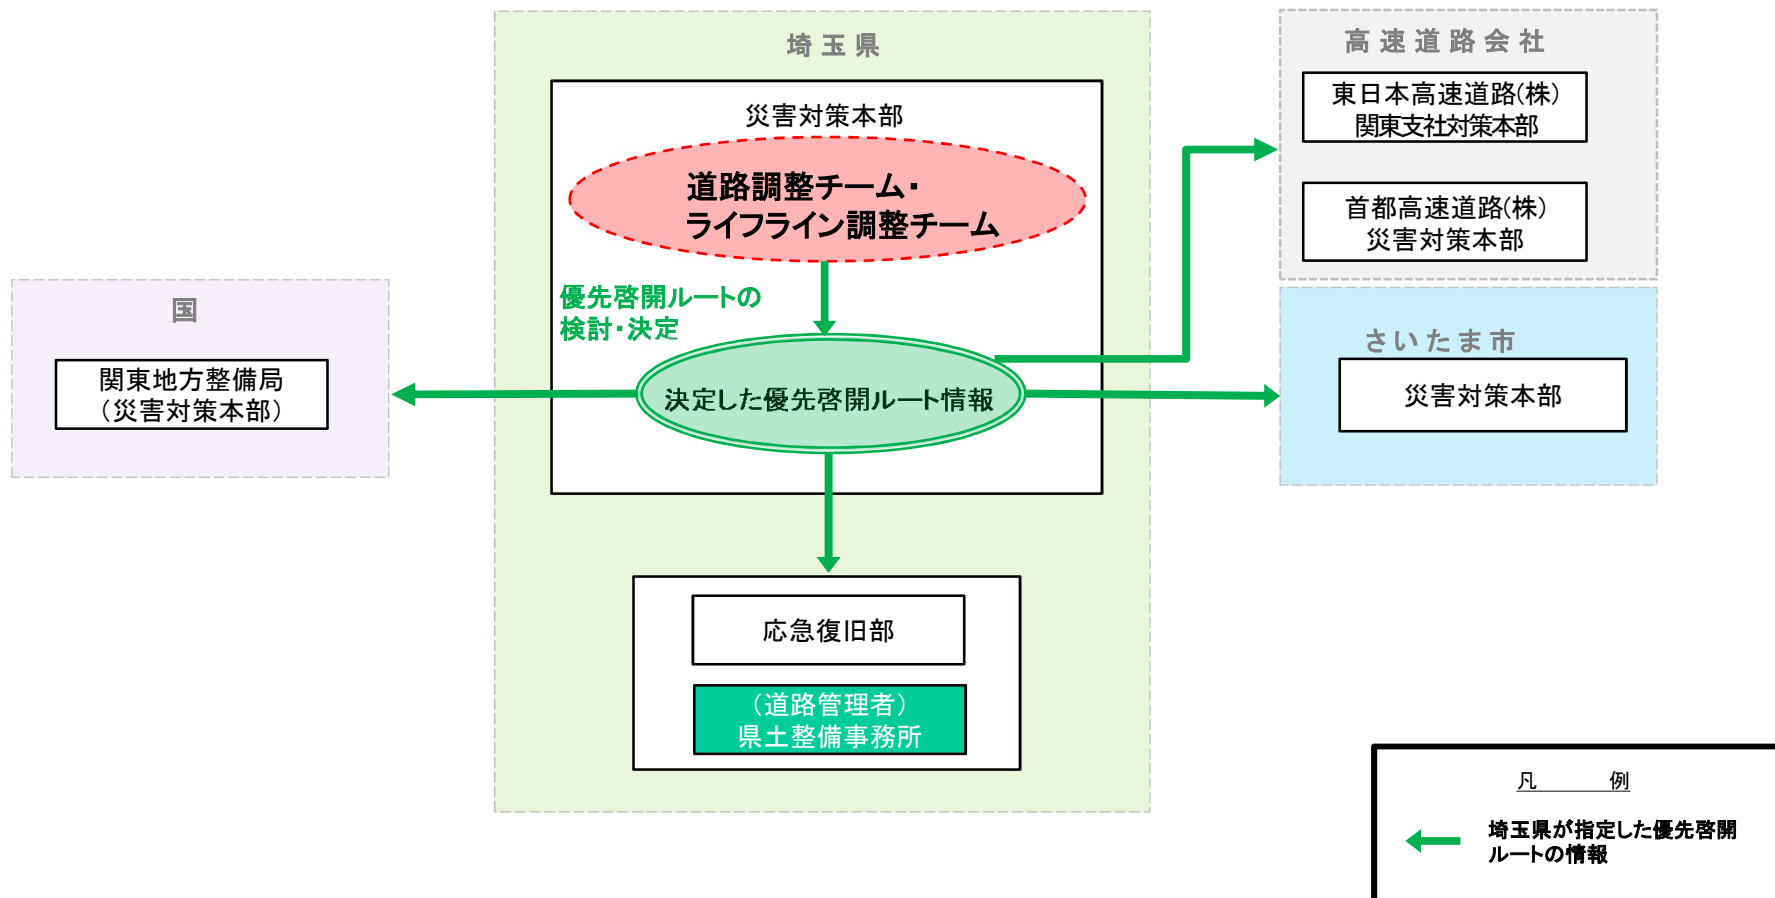 埼玉県
災害対策本部
道路調整チーム・
ライフライン調整チーム
優先啓開ルートの
検討・決定
決定した優先啓開ルート情報
国
関東地方整備局
（災害対策本部）
高速道路会社
東日本高速道路(株)
関東支社対策本部
首都高速道路(株)
災害対策本部
さいたま市
災害対策本部
応急復旧部
（道路管理者）
県土整備事務所
凡　例
埼玉県が指定した優先啓開
ルートの情報